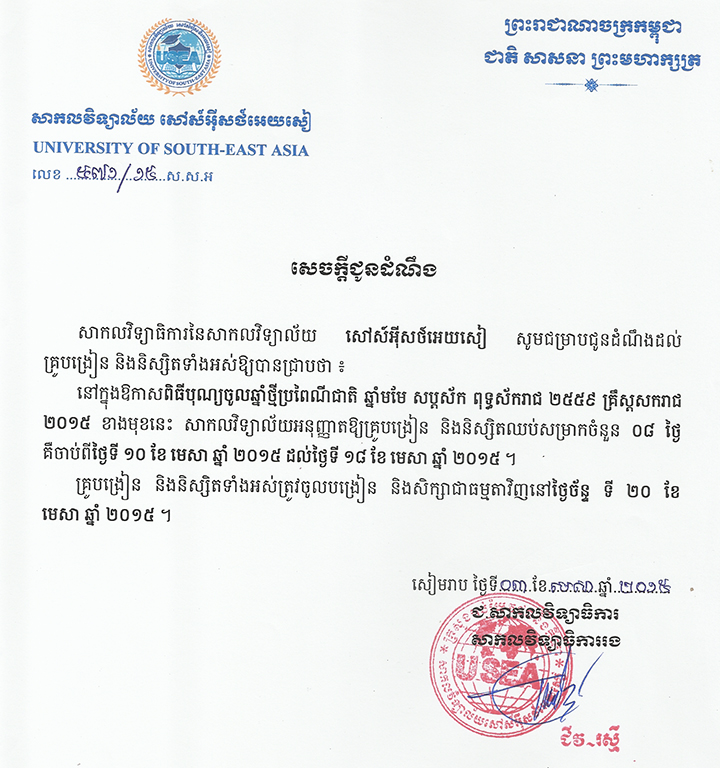 ព្រះរាជាណាចក្រកម្ពុជា
ជាតិ សាសនា ព្រះមហាក្សត្រ
USEA
UNIVERSITY OF SOUTH-EAST ASIA
សាកលវិទ្យាល័យ សៅស៍អ៊ីសថ៍អេយសៀ
UNIVERSITY OF SOUTH-EAST ASIA
លេខ ...៥៧១/១៥...ស.ស.អ
សេចក្ដីជូនដំណឹង
សាកលវិទ្យាធិការនៃសាកលវិទ្យាល័យ សៅស៍អ៊ីសថ៍អេយសៀ សូមជម្រាបជូនដំណឹងដល់
គ្រូបង្រៀន និងនិស្សិតទាំងអស់ឱ្យបានជ្រាបថា ៖
នៅក្នុងឱកាសពិធីបុណ្យចូលឆ្នាំថ្មីប្រពៃណីជាតិ ឆ្នាំមមែ សប្ដស័ក ពុទ្ធស័ករាជ ២៥៥៩ គ្រឹស្ដសករាជ
២០១៥ ខាងមុខនេះ សាកលវិទ្យាល័យអនុញ្ញាតឱ្យគ្រូបង្រៀន និងនិស្សិតឈប់សម្រាកចំនួន ០៨ ថ្ងៃ
គឺចាប់ពីថ្ងៃទី ១០ ខែ មេសា ឆ្នាំ ២០១៥ ដល់ថ្ងៃទី ១៨ ខែ មេសា ឆ្នាំ ២០១៥ ។
គ្រូបង្រៀន និងនិស្សិតទាំងអស់ត្រូវចូលបង្រៀន និងសិក្សាជាធម្មតាវិញនៅថ្ងៃច័ន្ទ ទី ២០ ខែ
មេសា ឆ្នាំ ២០១៥ ។
សៀមរាប ថ្ងៃទី.០៣.ខែ.មេសា.ឆ្នាំ.២០១៥
ជ.សាកលវិទ្យាធិការ
សាកលវិទ្យាធិការរង
USEA
ជីវ រស្មី